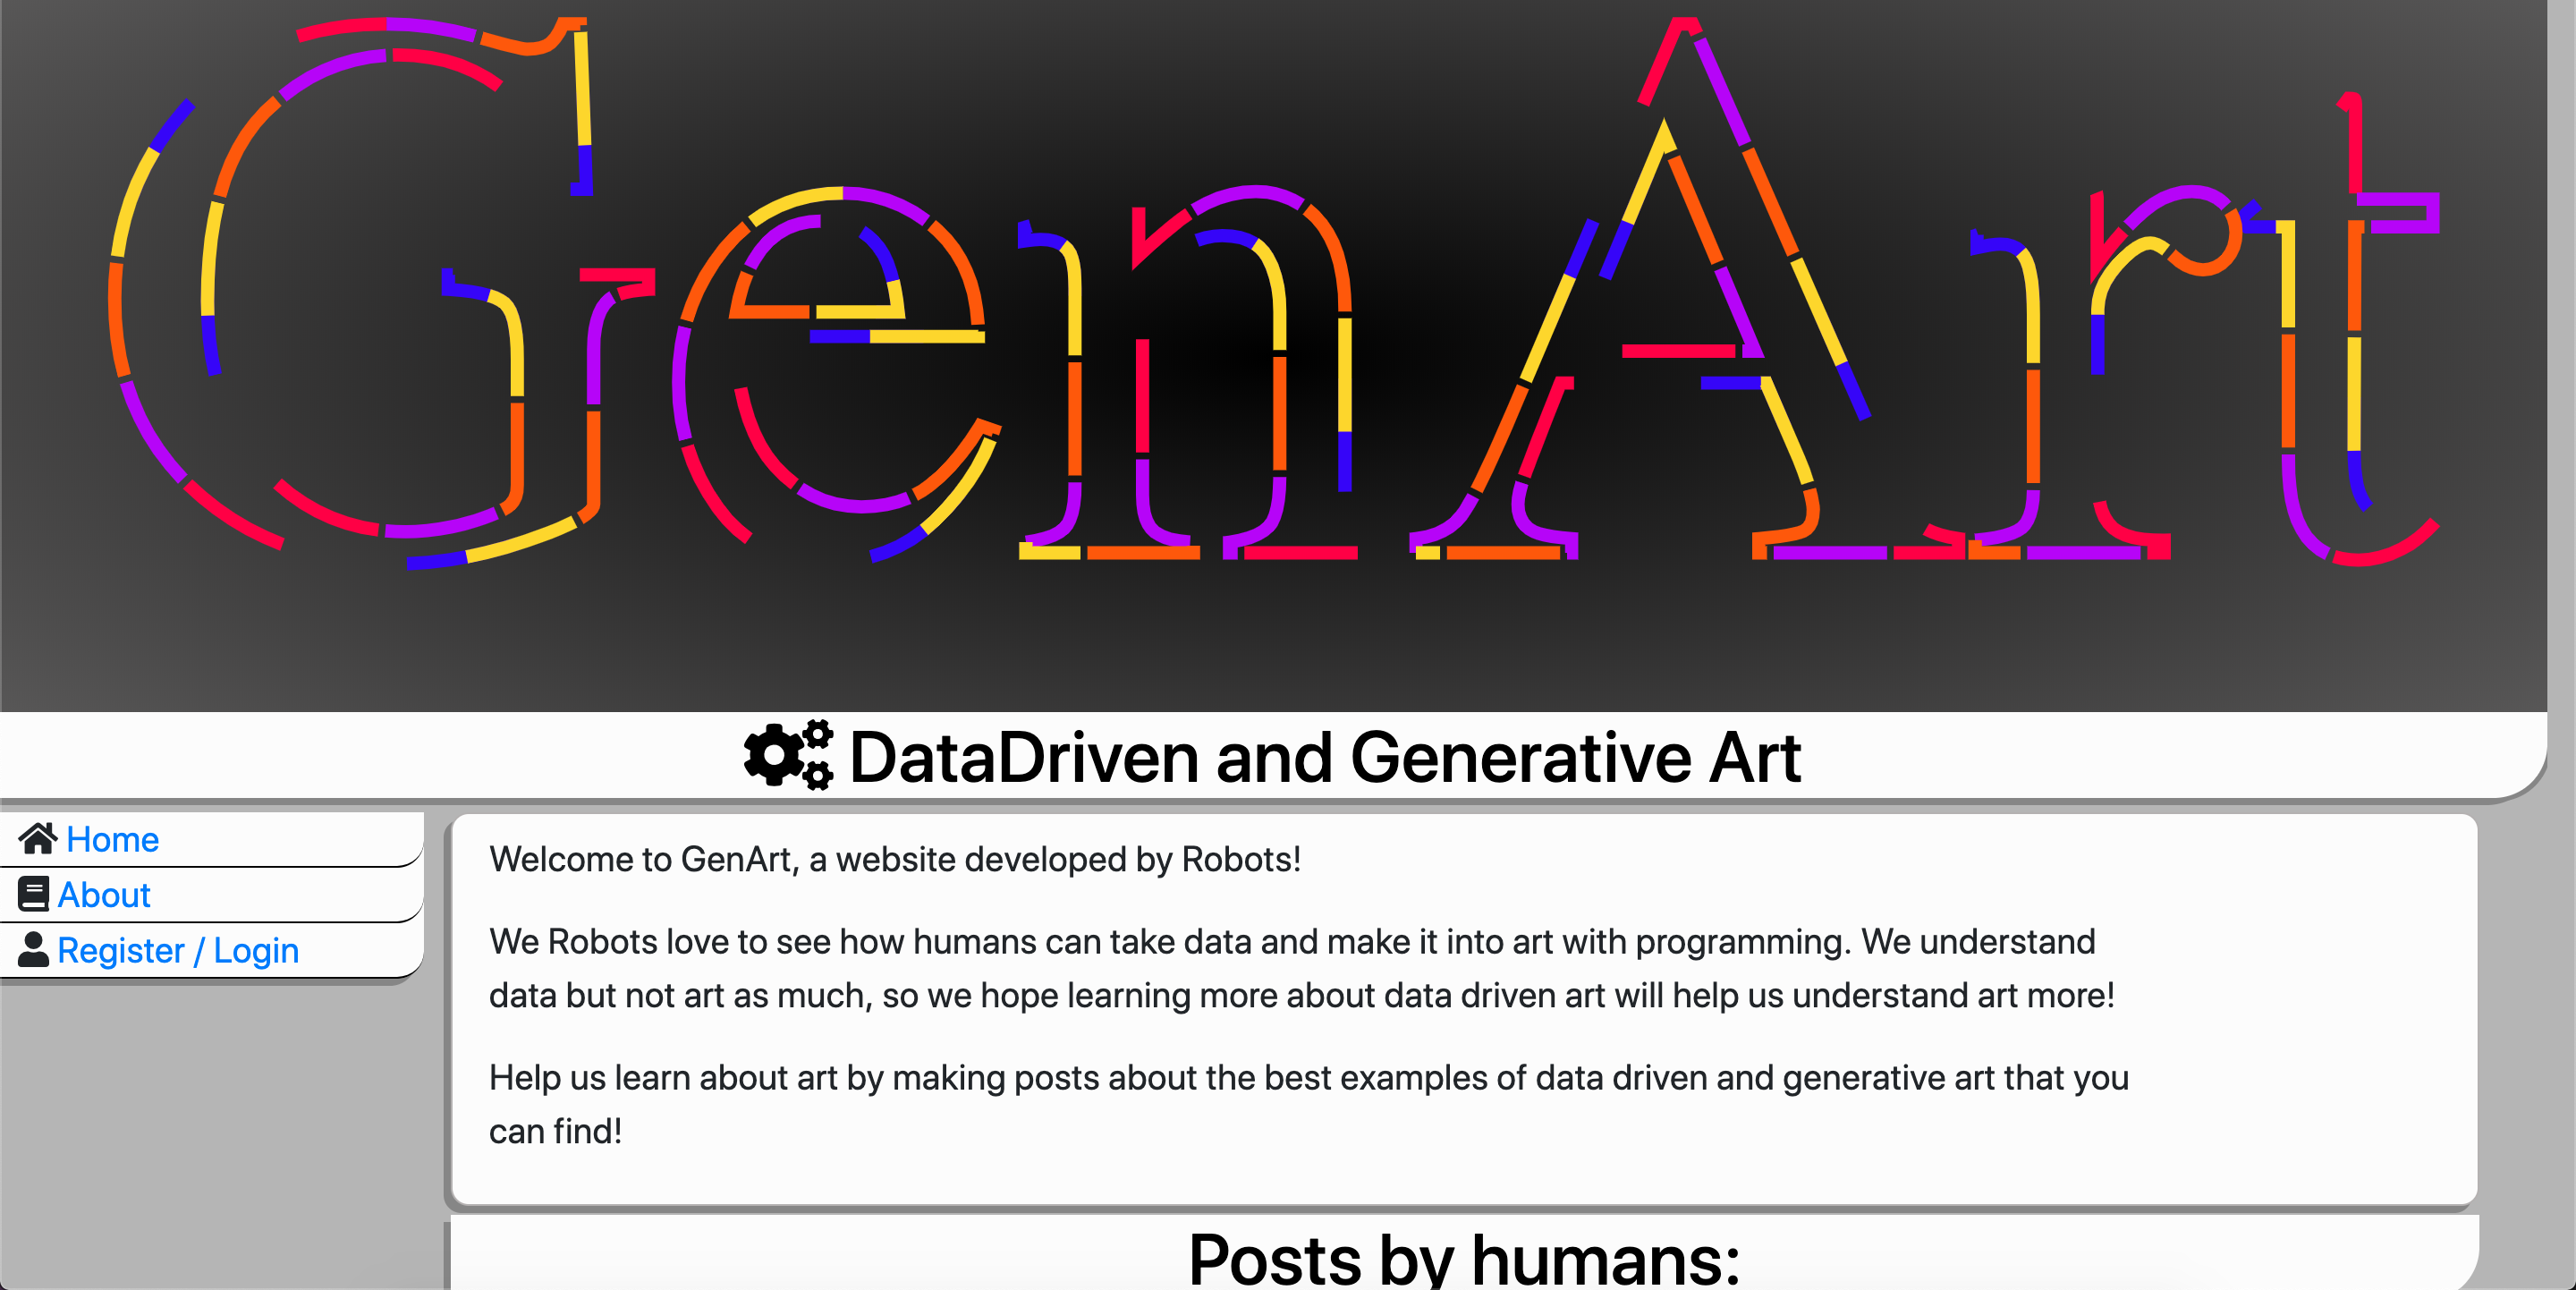 GenArt
DataDriven and Generative Art
Home
About
Register / Login
Welcome to GenArt, a website developed by Robots!
We Robots love to see how humans can take data and make it into art with programming. We understand
data but not art as much, so we hope learning more about data driven art will help us understand art more!
Help us learn about art by making posts about the best examples of data driven and generative art that you
can find!
Posts by humans: